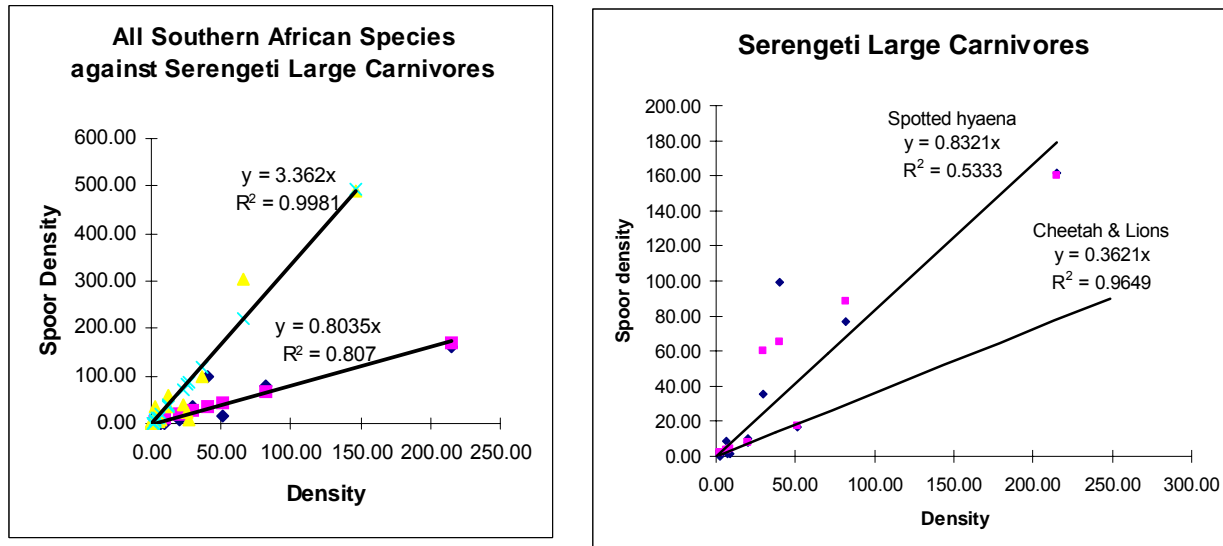 All Southern African Species
against Serengeti Large Carnivores
600.00
500.00
400.00
300.00
200.00
100.00
0.00
Spoor Density
y = 3.362x
R² = 0.9981
y = 0.8035x
R² = 0.807
0.00 50.00 100.00 150.00 200.00 250.00
Density
Serengeti Large Carnivores
200.00
180.00
160.00
140.00
120.00
100.00
80.00
60.00
40.00
20.00
0.00
Spoor density
Spotted hyaena
y = 0.8321x
R² = 0.5333
Cheetah & Lions
y = 0.3621x
R² = 0.9649
0.00 50.00 100.00 150.00 200.00 250.00 300.00
Density